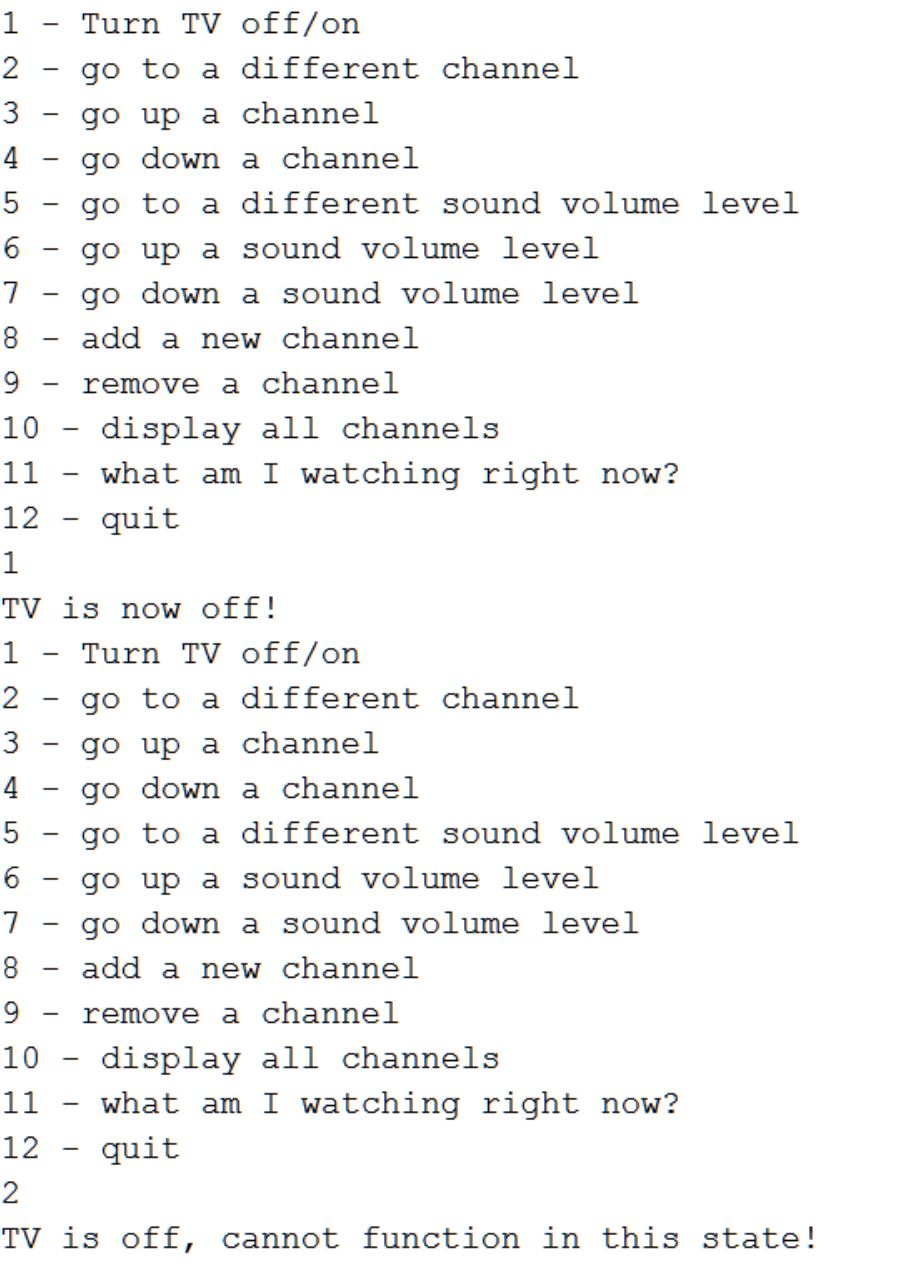 1 - Turn TV off/on
2 - go to a different channel
3 - go up a channel
4 - go down a channel
5 - go to a different sound volume level
6 - go up a sound volume level
7 - go down a sound volume level
8 - add a new channel
9 - remove a channel
10 - display all channels
11 - what am I watching right now?
12 - quit
1
TV is now off!
1 - Turn TV off/on
2 - go to a different channel
3 - go up a channel
4 - go down a channel
5 - go to a different sound volume level
6 - go up a sound volume level
7 - go down a sound volume level
8 - add a new channel
9 - remove a channel
10 - display all channels
11 - what am I watching right now?
12 - quit
2
TV is off, cannot function in this state!